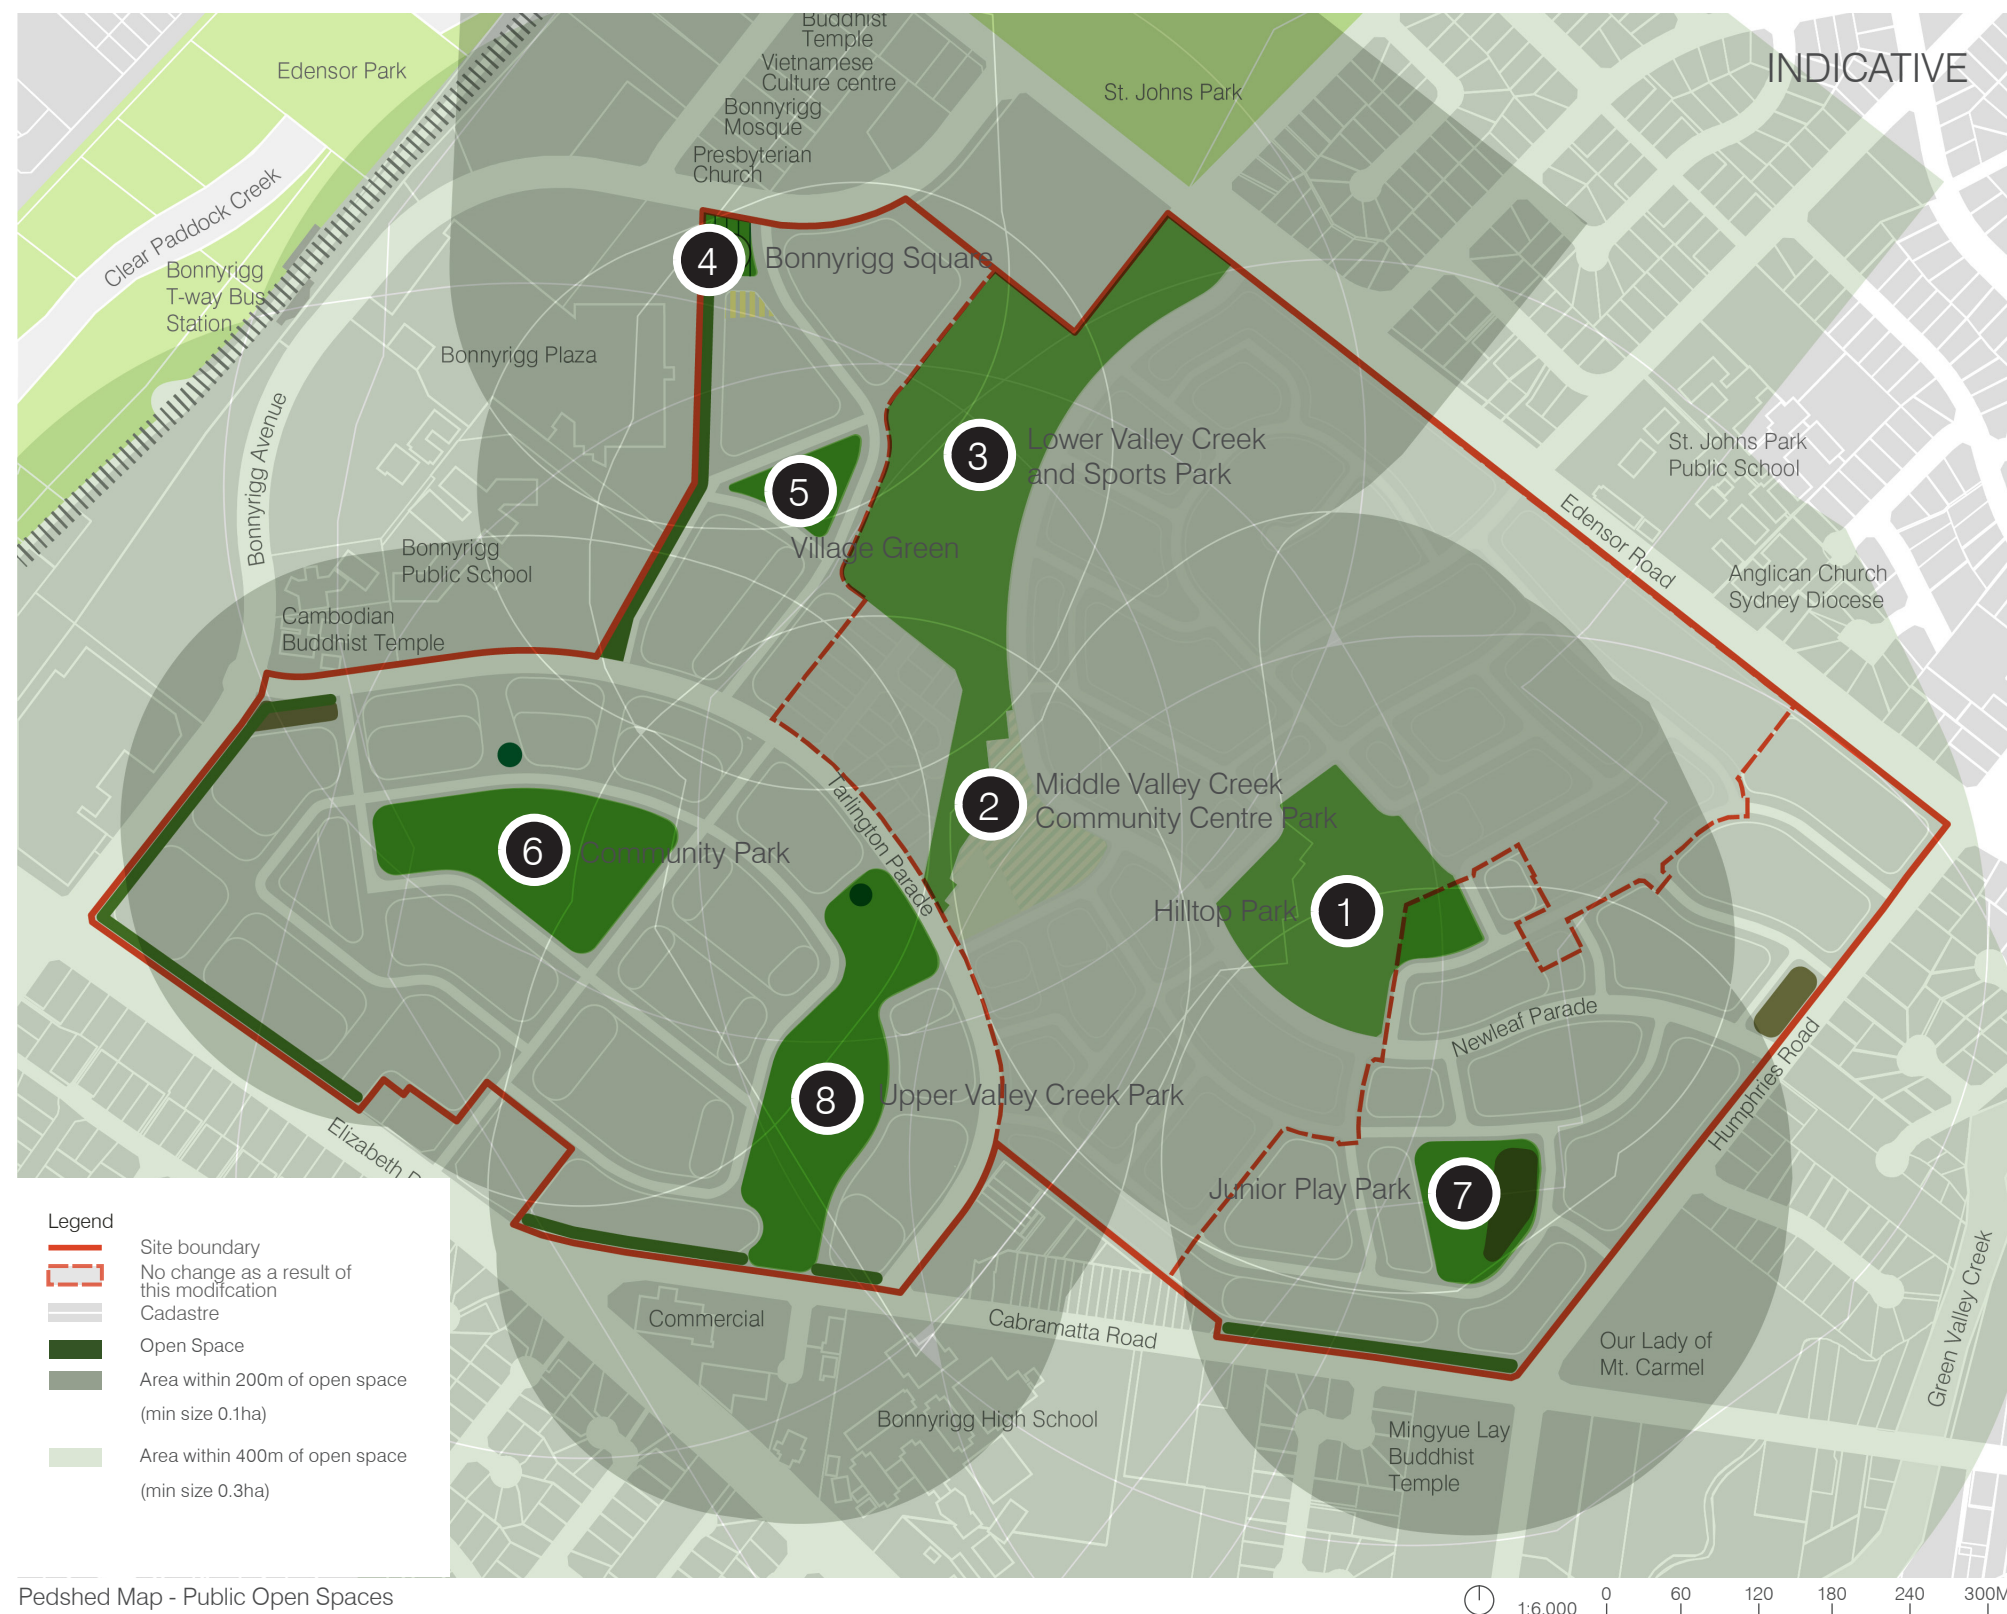 INDICATIVE
Buddhist
Temple
Vietnamese
Culture centre
Bonnyrigg
Mosque
Presbyterian
Church
Edensor Park
St. Johns Park
Clear Paddock Creek
Bonnyrigg
T-way Bus
Station
4
Bonnyrigg Square
Bonnyrigg Plaza
Bonnyrigg Avenue
3
Lower Valley Creek
and Sports Park
St. Johns Park
Public School
5
Village Green
Edensor Road
Bonnyrigg
Public School
Anglican Church
Sydney Diocese
Cambodian
Buddhist Temple
2
Middle Valley Creek
Community Centre Park
Tarlington Parade
6
Community Park
Hilltop Park
1
Newleaf Parade
Humphries Road
8
Upper Valley Creek Park
Elizabeth
Junior Play Park
7
Green Valley Creek
Commercial
Cabramatta Road
Our Lady of
Mt. Carmel
Bonnyrigg High School
Mingyue Lay
Buddhist
Temple
Legend
Site boundary
No change as a result of
this modifcation
Cadastre
Open Space
Area within 200m of open space
(min size 0.1ha)
Area within 400m of open space
(min size 0.3ha)
Pedshed Map - Public Open Spaces
1:6,000
0 60 120 180 240 300M